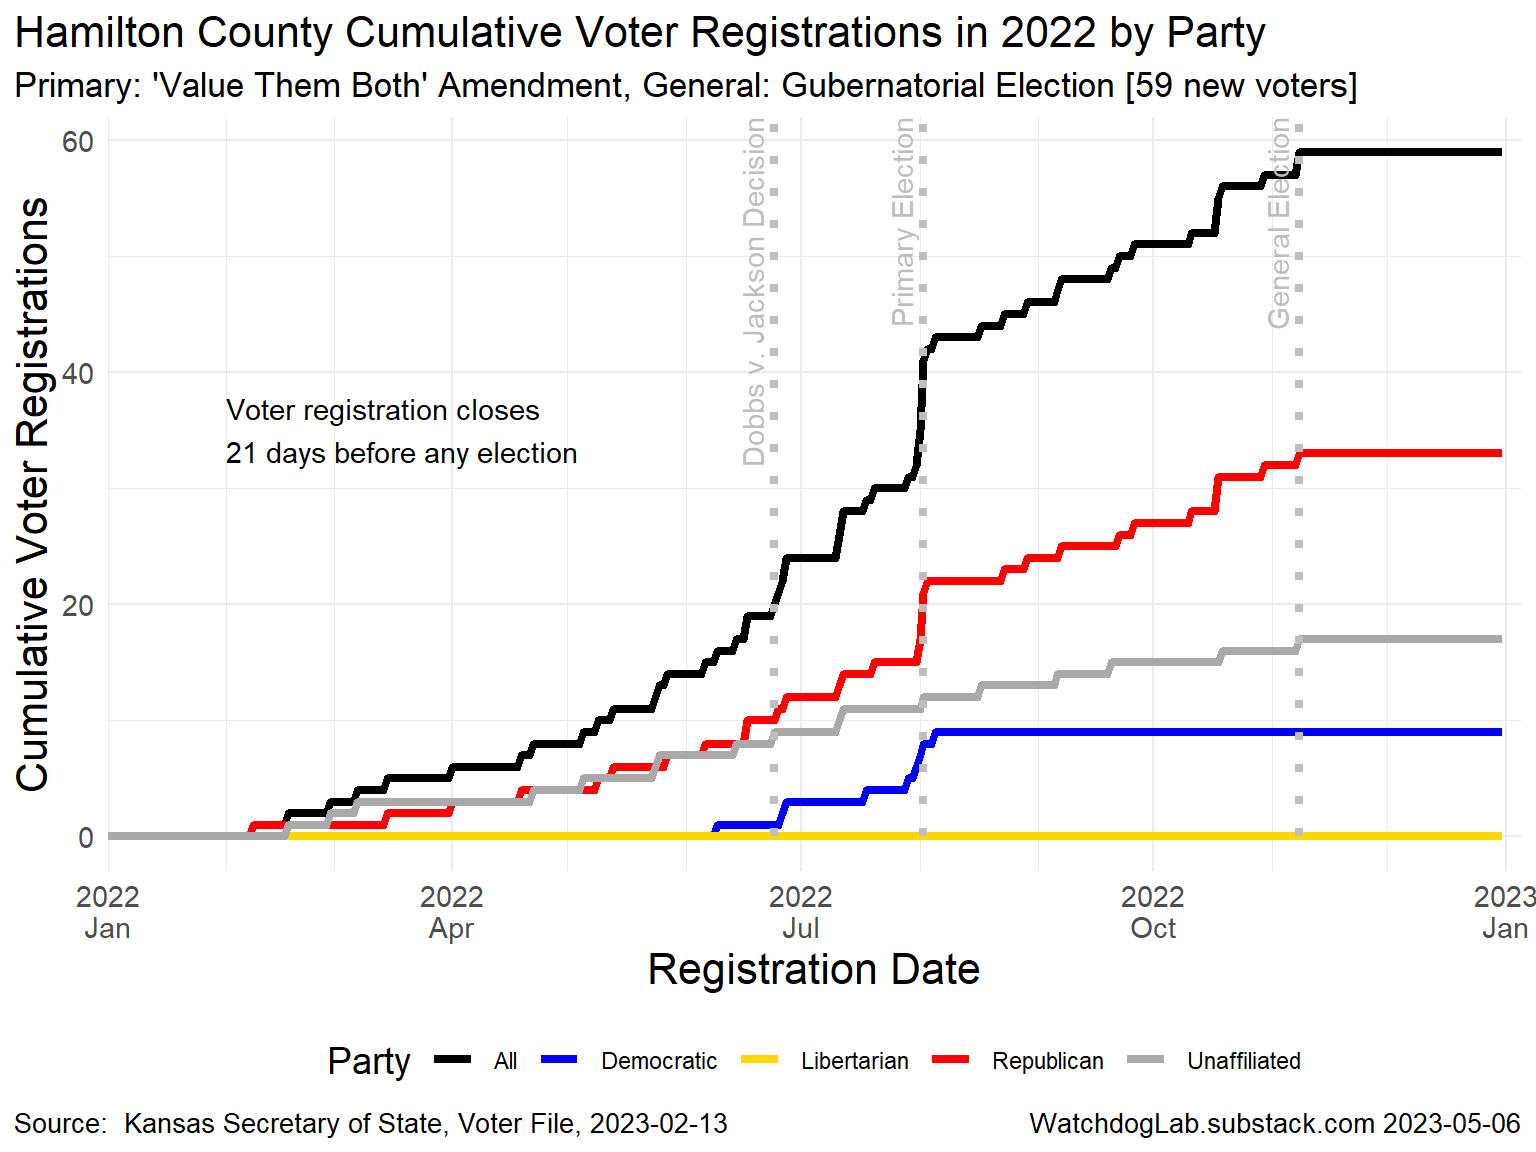 Hamilton County Cumulative Voter Registrations in 2022 by Party
Primary: 'Value Them Both' Amendment, General: Gubernatorial Election [59 new voters]
Cumulative Voter Registrations
60
40
20
0
Dobbs v. Jackson Decision
Primary Election
General Election
Voter registration closes
21 days before any election
2022 2022 2022 2022 2023
Jan Apr Jul Oct Jan
Registration Date
Party All Democratic Libertarian Republican Unaffiliated
Source:  Kansas Secretary of State, Voter File, 2023-02-13
WatchdogLab.substack.com 2023-05-06